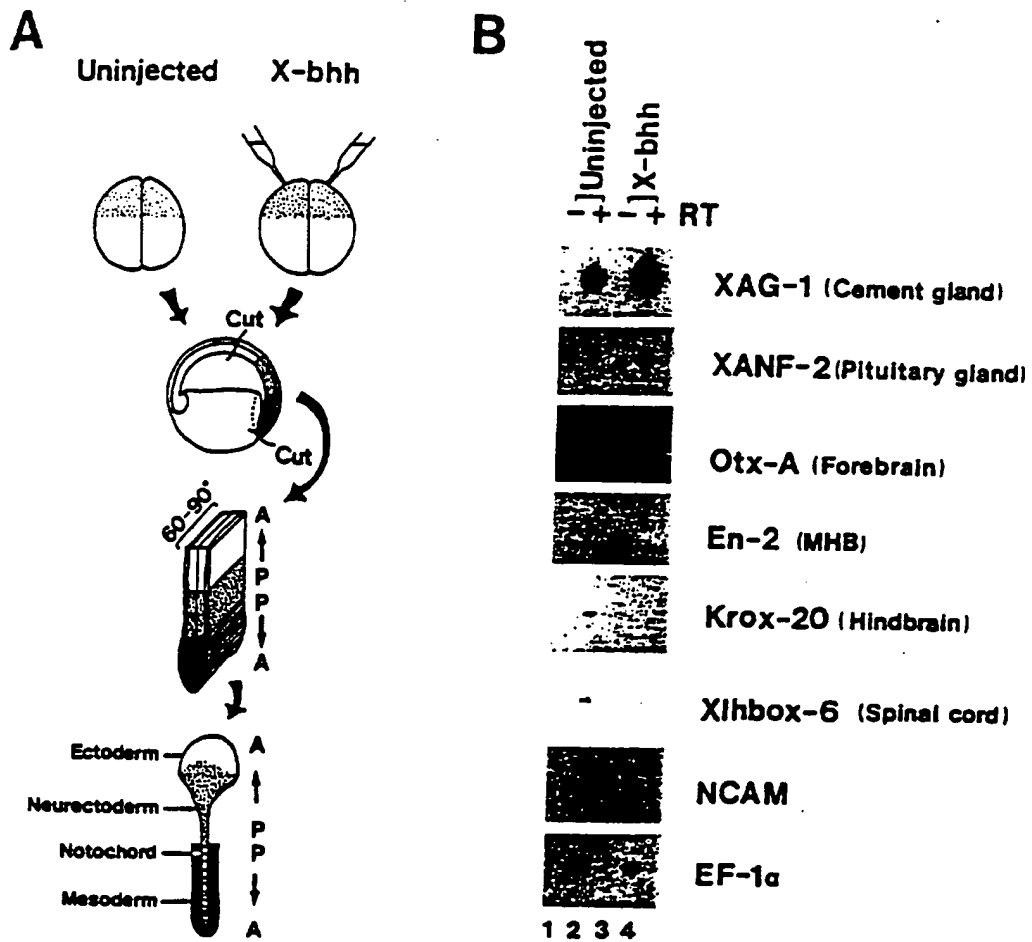 A
Uninjected X-bhh
Cut
Cut
60-90°
A
P
P
A
Ectoderm
Neurectoderm
Notochord
Mesoderm
A
P
P
A
B
Uninjected
X-bhh
- + - + RT
XAG-1 (Cement gland)
XANF-2 (Pituitary gland)
Otx-A (Forebrain)
En-2 (MHB)
Krox-20 (Hindbrain)
Xlhbox-6 (Spinal cord)
NCAM
EF-1α
1 2 3 4